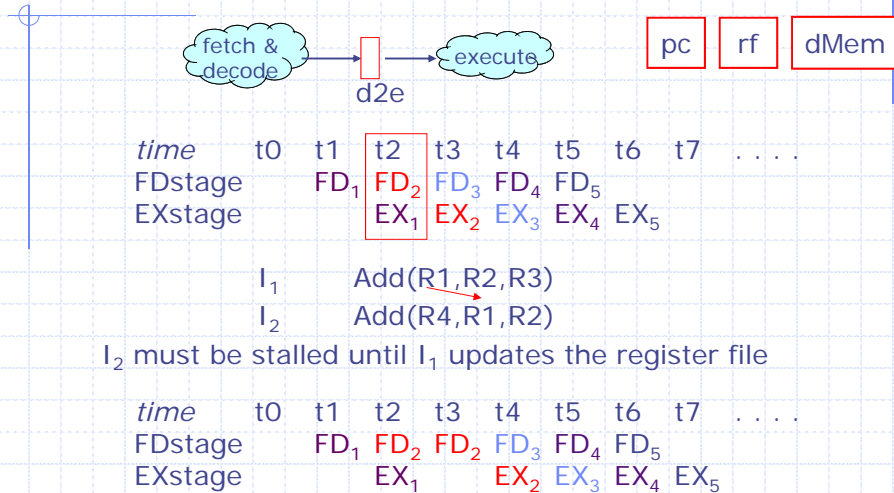 fetch & decode
execute
d2e
pc rf dMem
time t0 t1 t2 t3 t4 t5 t6 t7 . . . .
FDstage FD₁ FD₂ FD₃ FD₄ FD₅
EXstage EX₁ EX₂ EX₃ EX₄ EX₅
I₁ Add(R1,R2,R3)
I₂ Add(R4,R1,R2)
I₂ must be stalled until I₁ updates the register file
time t0 t1 t2 t3 t4 t5 t6 t7 . . . .
FDstage FD₁ FD₂ FD₂ FD₃ FD₄ FD₅
EXstage EX₁ EX₂ EX₃ EX₄ EX₅